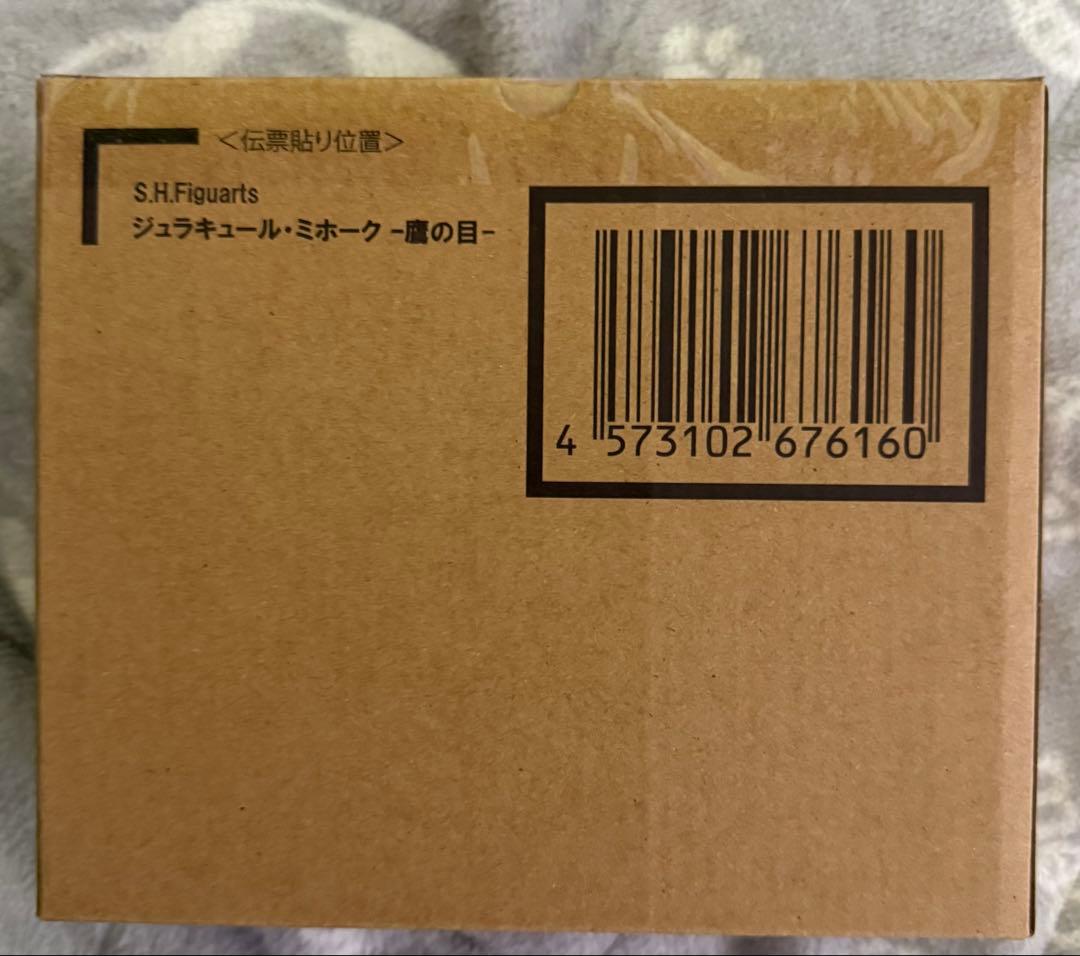 ＜伝票貼り位置＞
S.H.Figuarts
ジュラキュール・ミホーク -鷹の目-
4 573102 676160